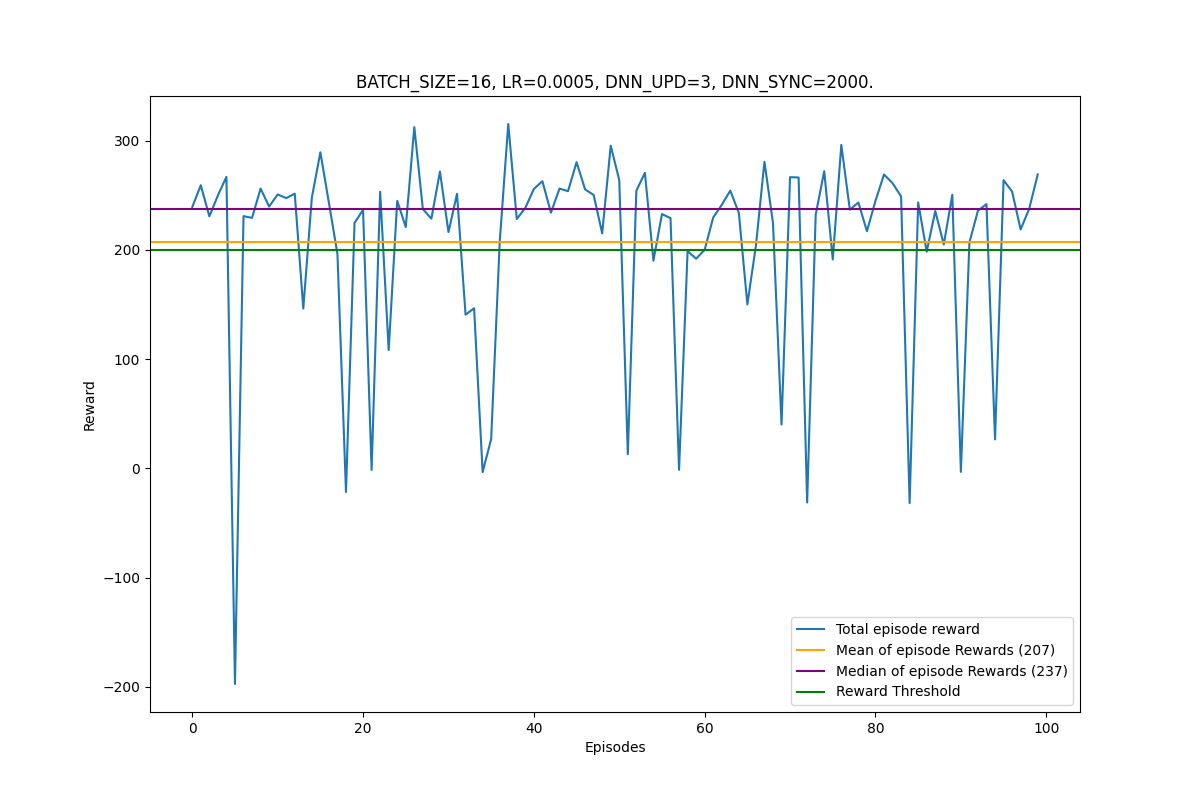 BATCH_SIZE=16, LR=0.0005, DNN_UPD=3, DNN_SYNC=2000.
300
200
100
0
−100
−200
Reward
0
20
40
60
80
100
Episodes
Total episode reward
Mean of episode Rewards (207)
Median of episode Rewards (237)
Reward Threshold